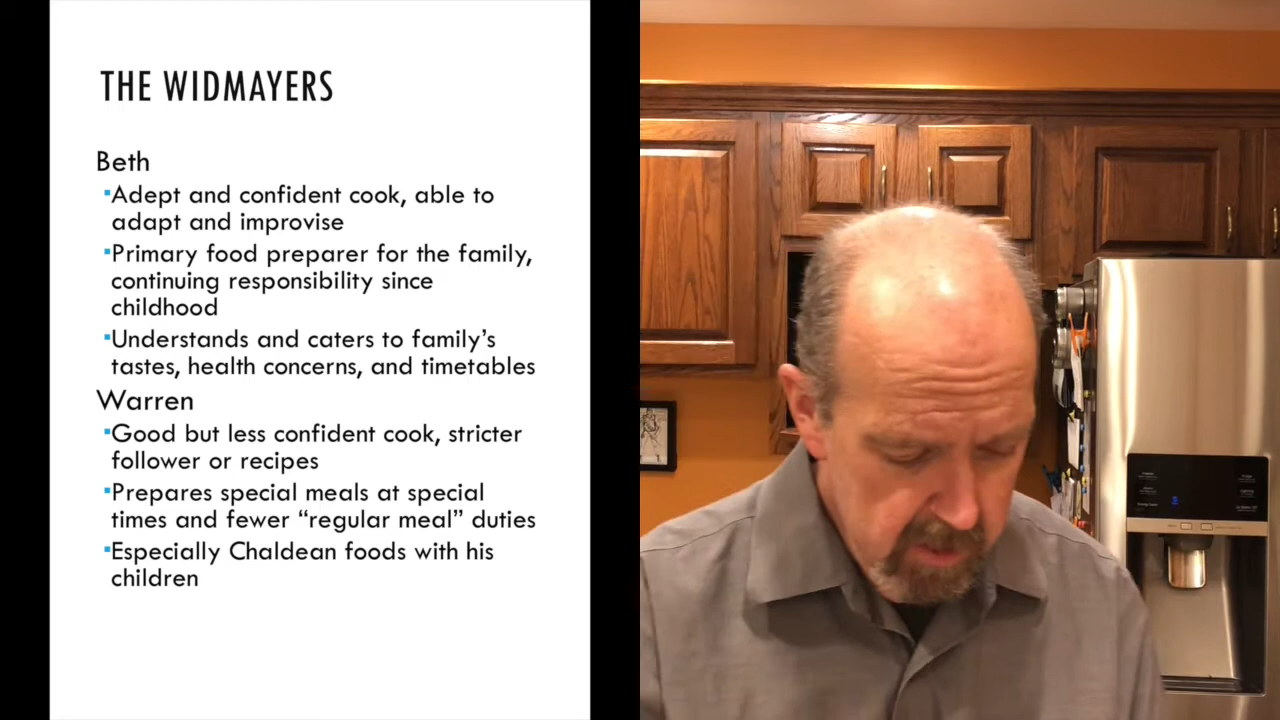 THE WIDMAYERS
Beth
▪Adept and confident cook, able to
adapt and improvise
▪Primary food preparer for the family,
continuing responsibility since
childhood
▪Understands and caters to family's
tastes, health concerns, and timetables
Warren
▪Good but less confident cook, stricter
follower or recipes
▪Prepares special meals at special
times and fewer “regular meal” duties
▪Especially Chaldean foods with his
children